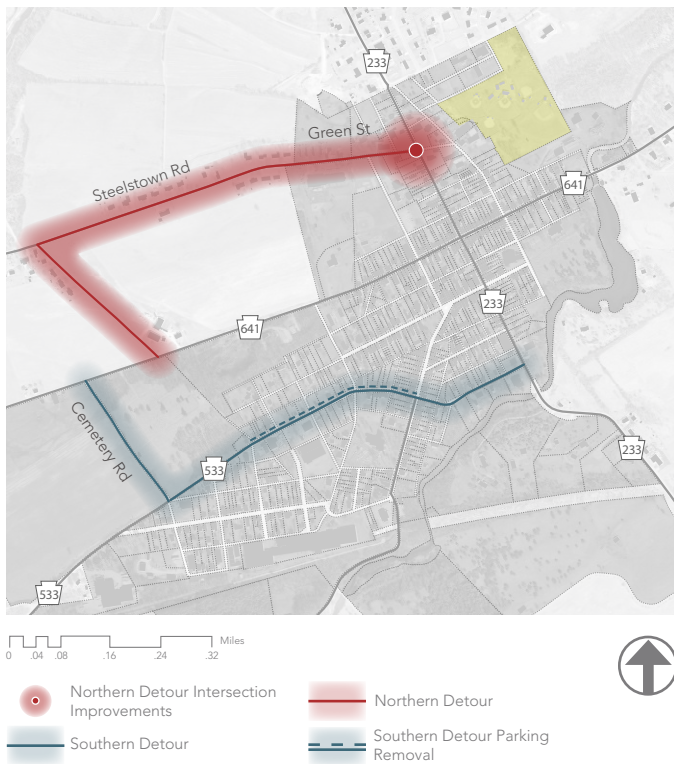 233
Green St
Steelstown Rd
641
233
641
Cemetery Rd
533
233
533
0 .04 .08 .16 .24 .32 Miles
Northern Detour Intersection
Improvements
Northern Detour
Southern Detour
Southern Detour Parking
Removal